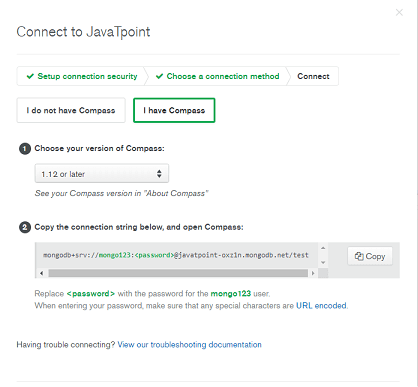 Connect to JavaTpoint
✔ Setup connection security
✔ Choose a connection method
Connect
I do not have Compass
I have Compass
1 Choose your version of Compass:
1.12 or later
See your Compass version in "About Compass"
2 Copy the connection string below, and open Compass:
mongodb+srv://mongo123:<password>@javatpoint-oxzln.mongodb.net/test
Copy
Replace <password> with the password for the mongo123 user.
When entering your password, make sure that any special characters are URL encoded.
Having trouble connecting? View our troubleshooting documentation